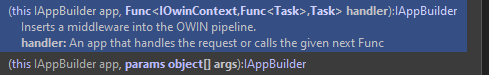 (this IAppBuilder app, Func<IOwinContext,Func<Task>,Task> handler):IAppBuilder
Inserts a middleware into the OWIN pipeline.
handler: An app that handles the request or calls the given next Func
(this IAppBuilder app, params object[] args):IAppBuilder